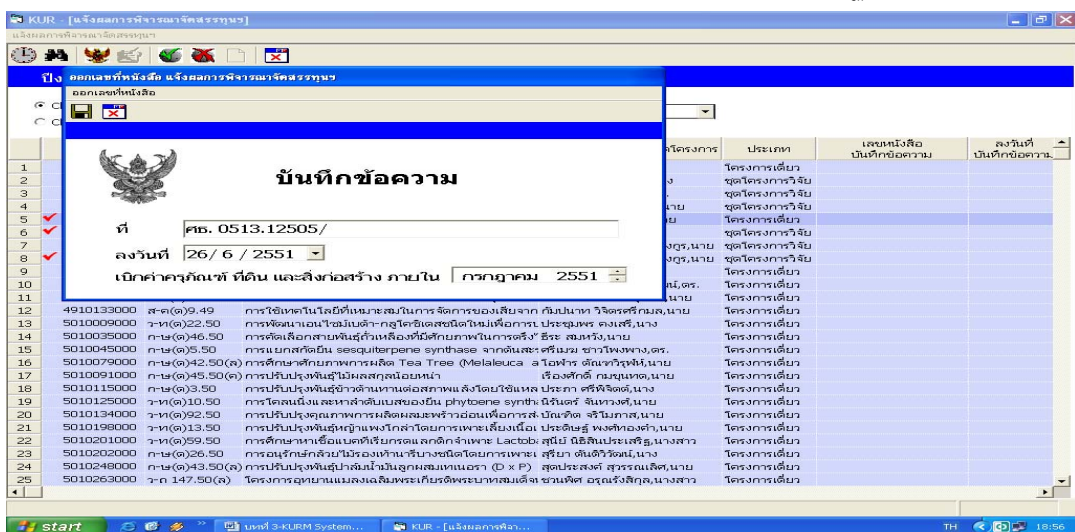 KUR - [แจ้งผลการพิจารณาจัดสรรทุนฯ]
แจ้งผลการพิจารณาจัดสรรทุนฯ
ออกเลขที่หนังสือ แจ้งผลการพิจารณาจัดสรรทุนฯ
ออกเลขที่หนังสือ
บันทึกข้อความ
ที่ ศธ. 0513.12505/
ลงวันที่ 26/ 6 / 2551
เบิกค่าครุภัณฑ์ ที่ดิน และสิ่งก่อสร้าง ภายใน กรกฎาคม 2551
ประเภท เลขหนังสือ บันทึกข้อความ ลงวันที่ บันทึกข้อความ
1 โครงการเดี่ยว
2 ชุดโครงการวิจัย
3 ชุดโครงการวิจัย
4 ชุดโครงการวิจัย
5 โครงการเดี่ยว
6 ชุดโครงการวิจัย
7 ชุดโครงการวิจัย
8 ชุดโครงการวิจัย
9 โครงการเดี่ยว
10 โครงการเดี่ยว
11 โครงการเดี่ยว
12 4910133000 ส-ค(ด)9.49 การใช้เทคโนโลยีที่เหมาะสมในการจัดการของเสียจาก กัมปนาท วิจิตรศรีกมล,นาย โครงการเดี่ยว
13 5010009000 ว-ท(ด)22.50 การพัฒนาเอนไซม์เบต้า-กลูโคซิเดสชนิดใหม่เพื่อการ ประชุมพร คงเสรี,นาง โครงการเดี่ยว
14 5010035000 ก-ษ(ด)46.50 การคัดเลือกสายพันธุ์ถั่วเหลืองที่มีศักยภาพในการตรึง ธีระ สมหวัง,นาย โครงการเดี่ยว
15 5010045000 ก-ษ(ด)5.50 การแยกสกัดยีน sesquiterpene synthase จากต้น ศรีเมฆ ชาวโพงพาง,ดร. โครงการเดี่ยว
16 5010079000 ก-ษ(ด)42.50(ล) การศึกษาศักยภาพการผลิต Tea Tree (Melaleuca a โอฬาร ตัณฑวิรุฬห์,นาย โครงการเดี่ยว
17 5010091000 ก-ษ(ด)45.50(ค) การปรับปรุงพันธุ์ไม้ผลสกุลน้อยหน่า เรืองศักดิ์ กมขุนทด,นาย โครงการเดี่ยว
18 5010115000 ก-ษ(ด)3.50 การปรับปรุงพันธุ์ข้าวต้านทานต่อสภาพแล้งโดยใช้แหล ประภา ศรีพิจิตต์,นาง โครงการเดี่ยว
19 5010125000 ว-ท(ด)10.50 การโคลนนิ่งและหาลำดับเบสของยีน phytoene synth นิรันดร์ จันทวงศ์,นาย โครงการเดี่ยว
20 5010134000 ว-ท(ด)92.50 การปรับปรุงคุณภาพการผลิตผลมะพร้าวอ่อนเพื่อการส่ บัณฑิต จริโมภาส,นาย โครงการเดี่ยว
21 5010198000 ว-ท(ด)13.50 การปรับปรุงพันธุ์หญ้าแพงโกล่าโดยการเพาะเลี้ยงเนื้อเ ประดิษฐ์ พงศ์ทองคำ,นาย โครงการเดี่ยว
22 5010201000 ว-ท(ด)59.50 การศึกษาหาเชื้อแบคทีเรียกรดแลกติกจำเพาะ Lactob สุนีย์ นิธิสินประเสริฐ,นางสาว โครงการเดี่ยว
23 5010202000 ว-ท(ด)26.50 การอนุรักษ์กล้วยไม้รองเท้านารีบางชนิดโดยการเพาะเ สุรียา ตันติวิวัฒน์,นาง โครงการเดี่ยว
24 5010248000 ก-ษ(ด)43.50(ล) การปรับปรุงพันธุ์ปาล์มน้ำมันลูกผสมเทเนอรา (D x P) สุดประสงค์ สุวรรณเลิศ,นาย โครงการเดี่ยว
25 5010263000 ว-ถ 147.50(ล) โครงการอุทยานแมลงเฉลิมพระเกียรติพระบาทสมเด็จ ชวนพิศ อรุณรังสิกุล,นางสาว โครงการเดี่ยว
start บทที่ 3-KURM System... KUR - [แจ้งผลการพิจา... TH 18:56